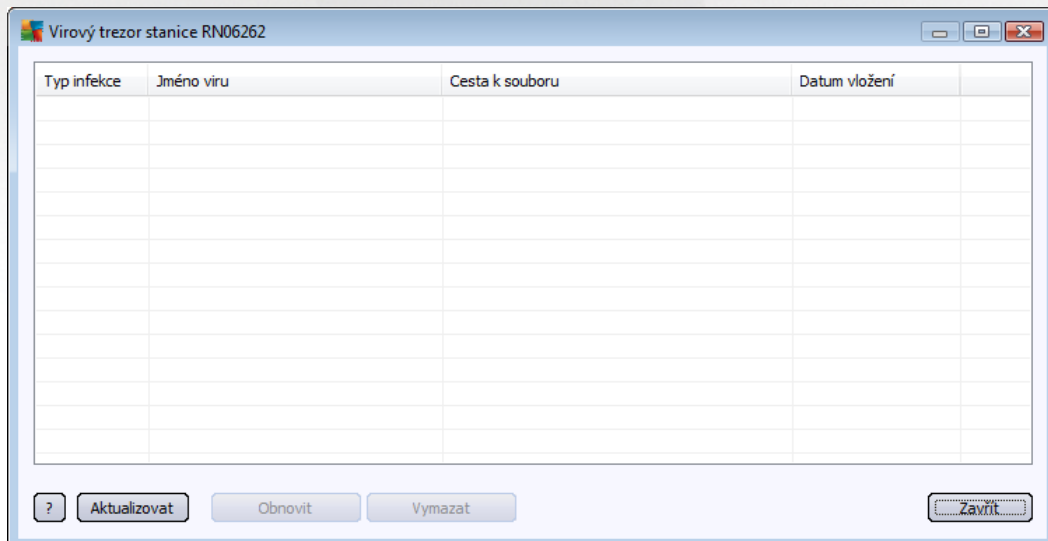 Virový trezor stanice RN06262
Typ infekce Jméno viru Cesta k souboru Datum vložení
? Aktualizovat Obnovit Vymazat Zavřít